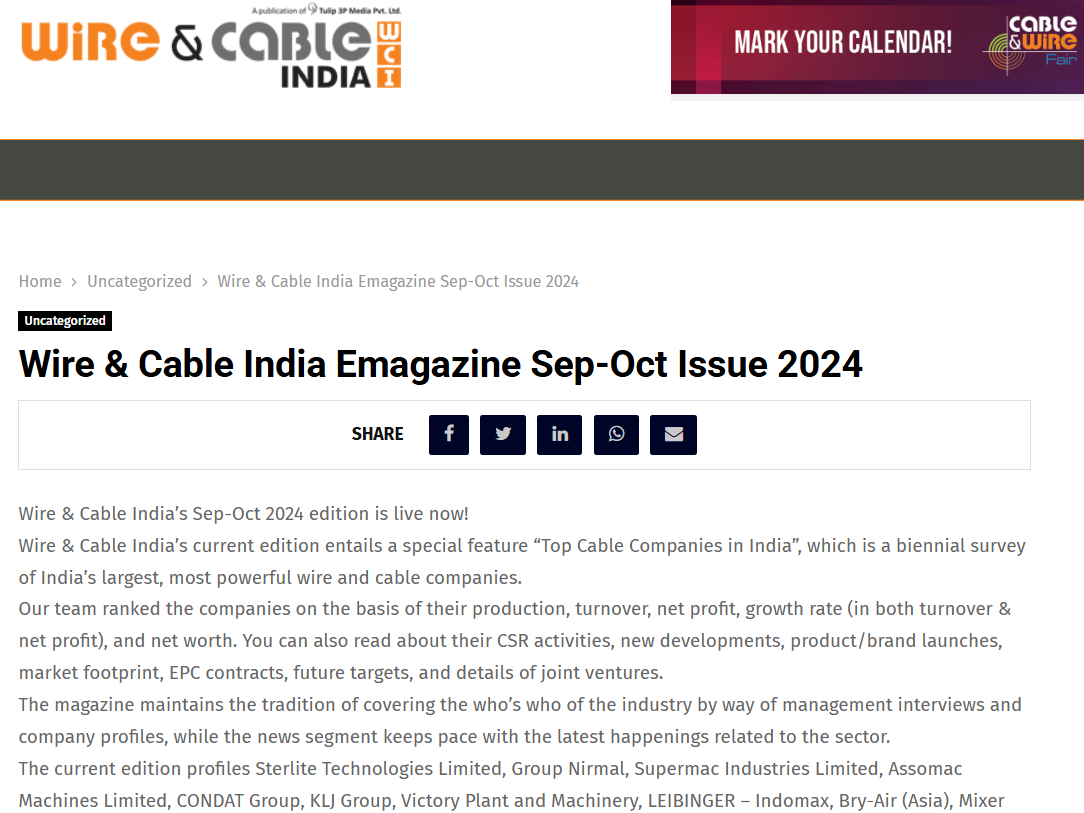 A publication of Tulip 3P Media Pvt. Ltd.
WiRe & CaBLe
INDIA
WCI
MARK YOUR CALENDAR!
CaBLe
&WiRe
Fair
Home > Uncategorized > Wire & Cable India Emagazine Sep-Oct Issue 2024
Uncategorized
Wire & Cable India Emagazine Sep-Oct Issue 2024
SHARE
Wire & Cable India’s Sep-Oct 2024 edition is live now!
Wire & Cable India’s current edition entails a special feature “Top Cable Companies in India”, which is a biennial survey
of India’s largest, most powerful wire and cable companies.
Our team ranked the companies on the basis of their production, turnover, net profit, growth rate (in both turnover &
net profit), and net worth. You can also read about their CSR activities, new developments, product/brand launches,
market footprint, EPC contracts, future targets, and details of joint ventures.
The magazine maintains the tradition of covering the who’s who of the industry by way of management interviews and
company profiles, while the news segment keeps pace with the latest happenings related to the sector.
The current edition profiles Sterlite Technologies Limited, Group Nirmal, Supermac Industries Limited, Assomac
Machines Limited, CONDAT Group, KLJ Group, Victory Plant and Machinery, LEIBINGER – Indomax, Bry-Air (Asia), Mixer